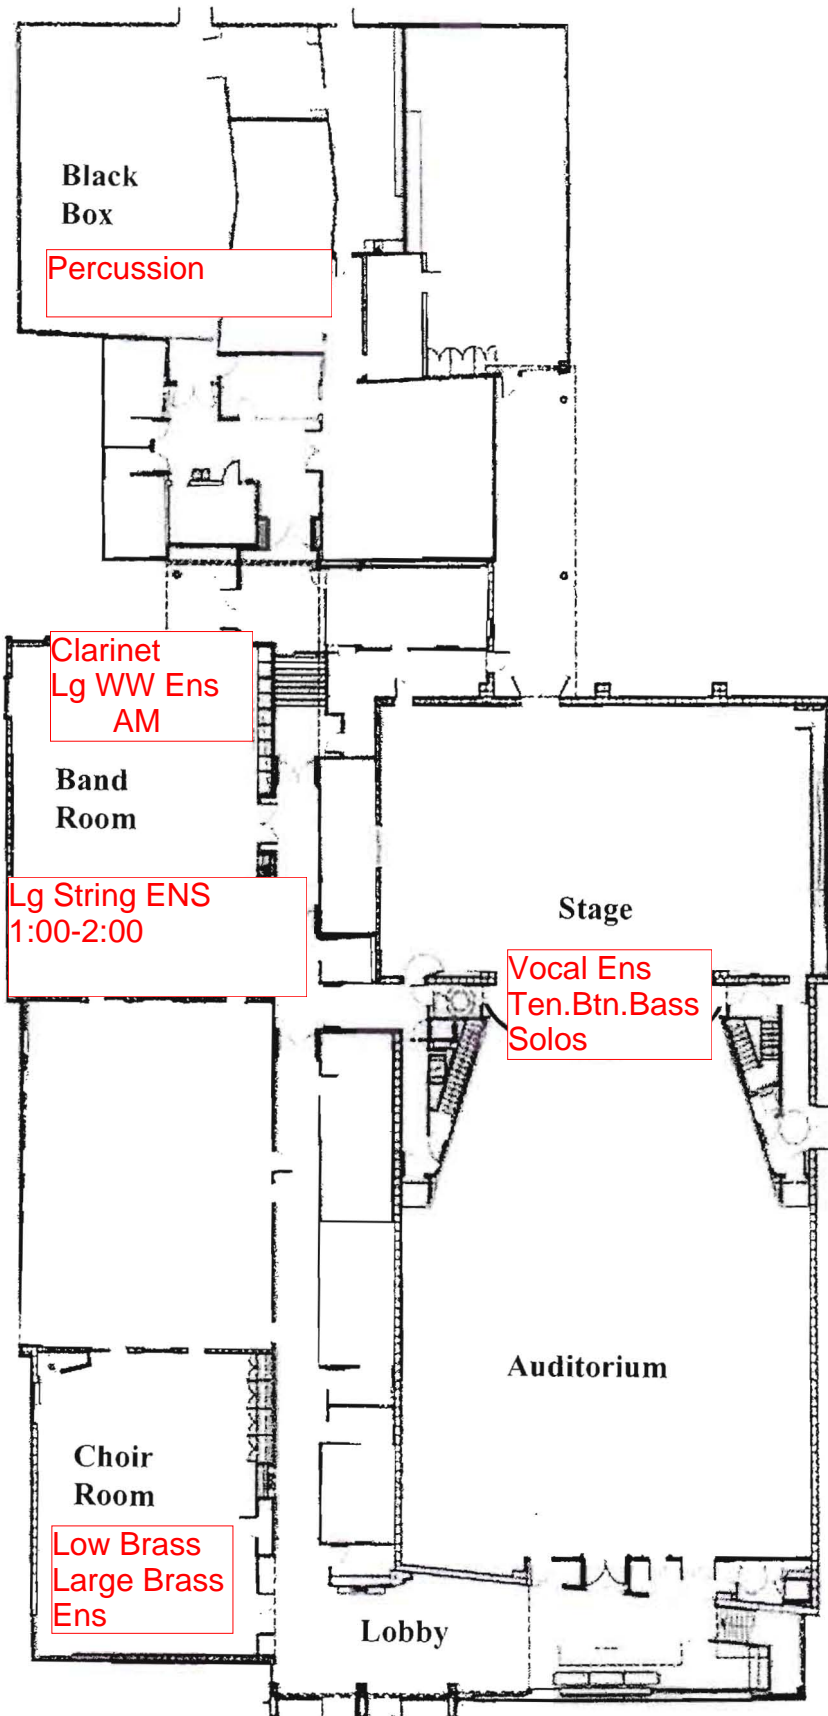 Black
Box
Percussion
Clarinet
Lg WW Ens
AM
Band
Room
Lg String ENS
1:00-2:00
Stage
Vocal Ens
Ten.Btn.Bass
Solos
Auditorium
Choir
Room
Low Brass
Large Brass
Ens
Lobby